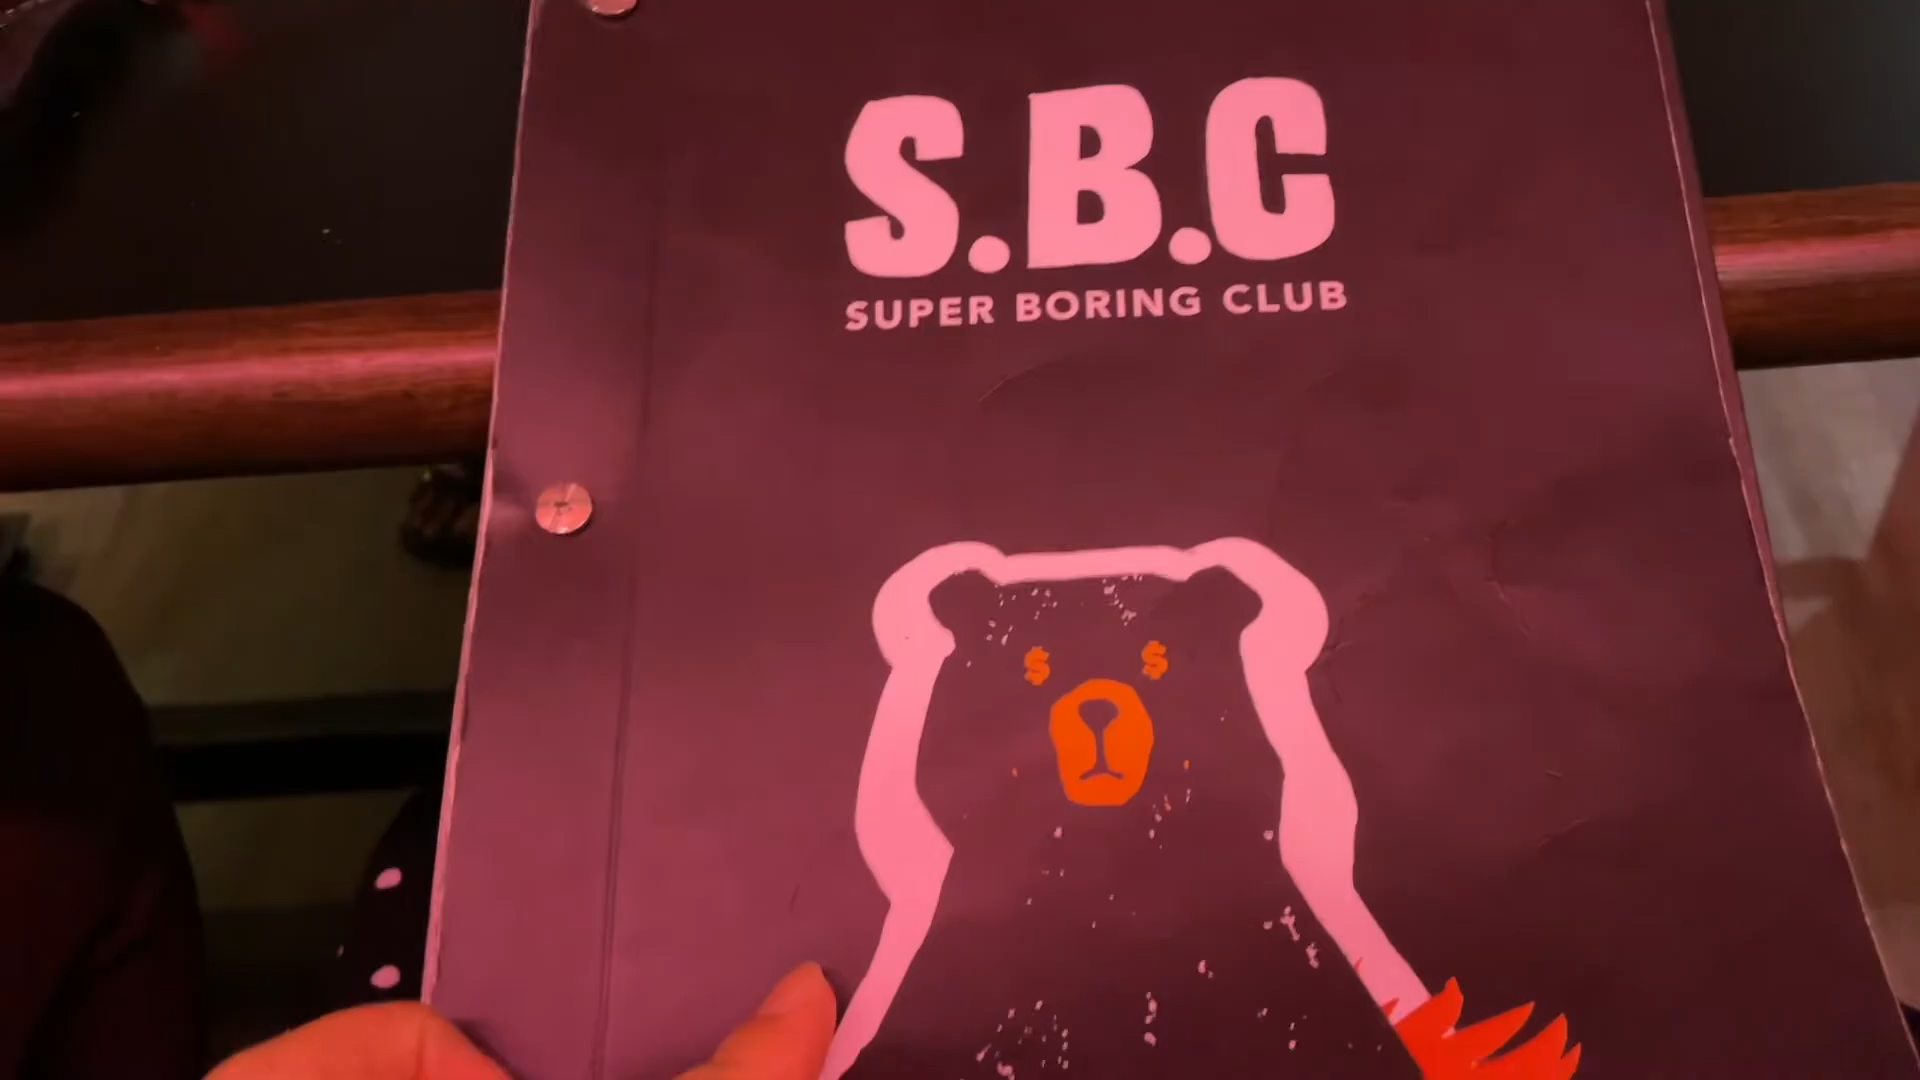 S.B.C
SUPER BORING CLUB
$ $